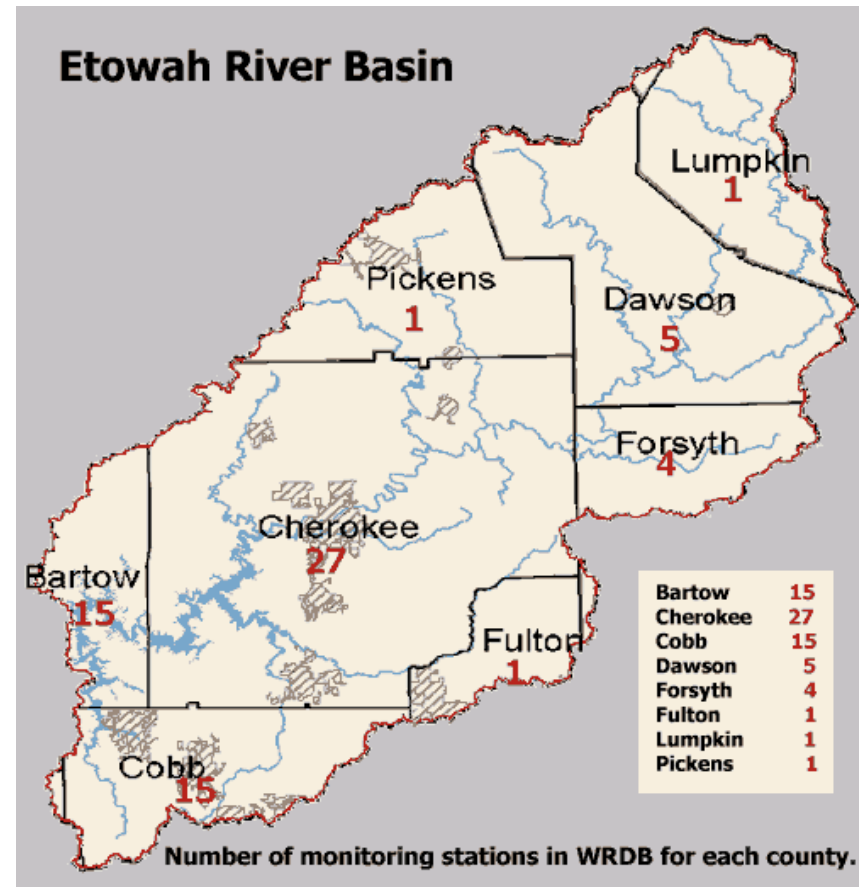 Etowah River Basin
Lumpkin
1
Pickens
1
Dawson
5
Forsyth
4
Cherokee
27
Bartow
15
Fulton
1
Bartow 15
Cherokee 27
Cobb 15
Dawson 5
Forsyth 4
Fulton 1
Lumpkin 1
Pickens 1
Cobb
15
Number of monitoring stations in WRDB for each county.